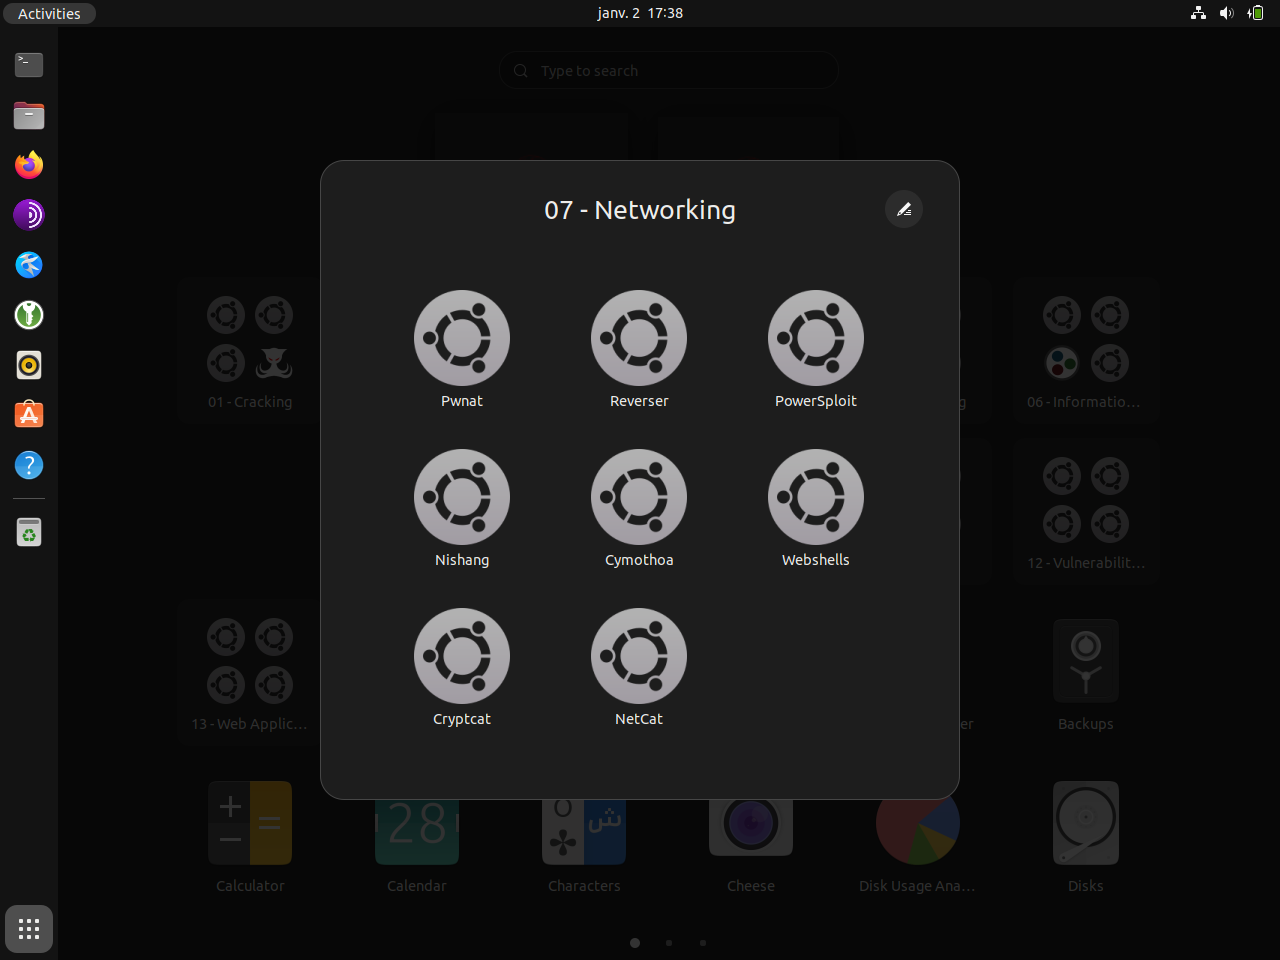 Activities
janv. 2 17:38
Type to search
07 - Networking
Pwnat
Reverser
PowerSploit
01 - Cracking
g
06 - Informatio…
Nishang
Cymothoa
Webshells
12 - Vulnerabilit…
Cryptcat
NetCat
13 - Web Applic…
er
Backups
28
ش
Calculator
Calendar
Characters
Cheese
Disk Usage Ana…
Disks